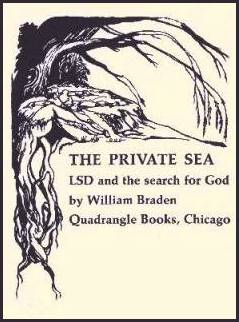 THE PRIVATE SEA
LSD and the search for God
by William Braden
Quadrangle Books, Chicago